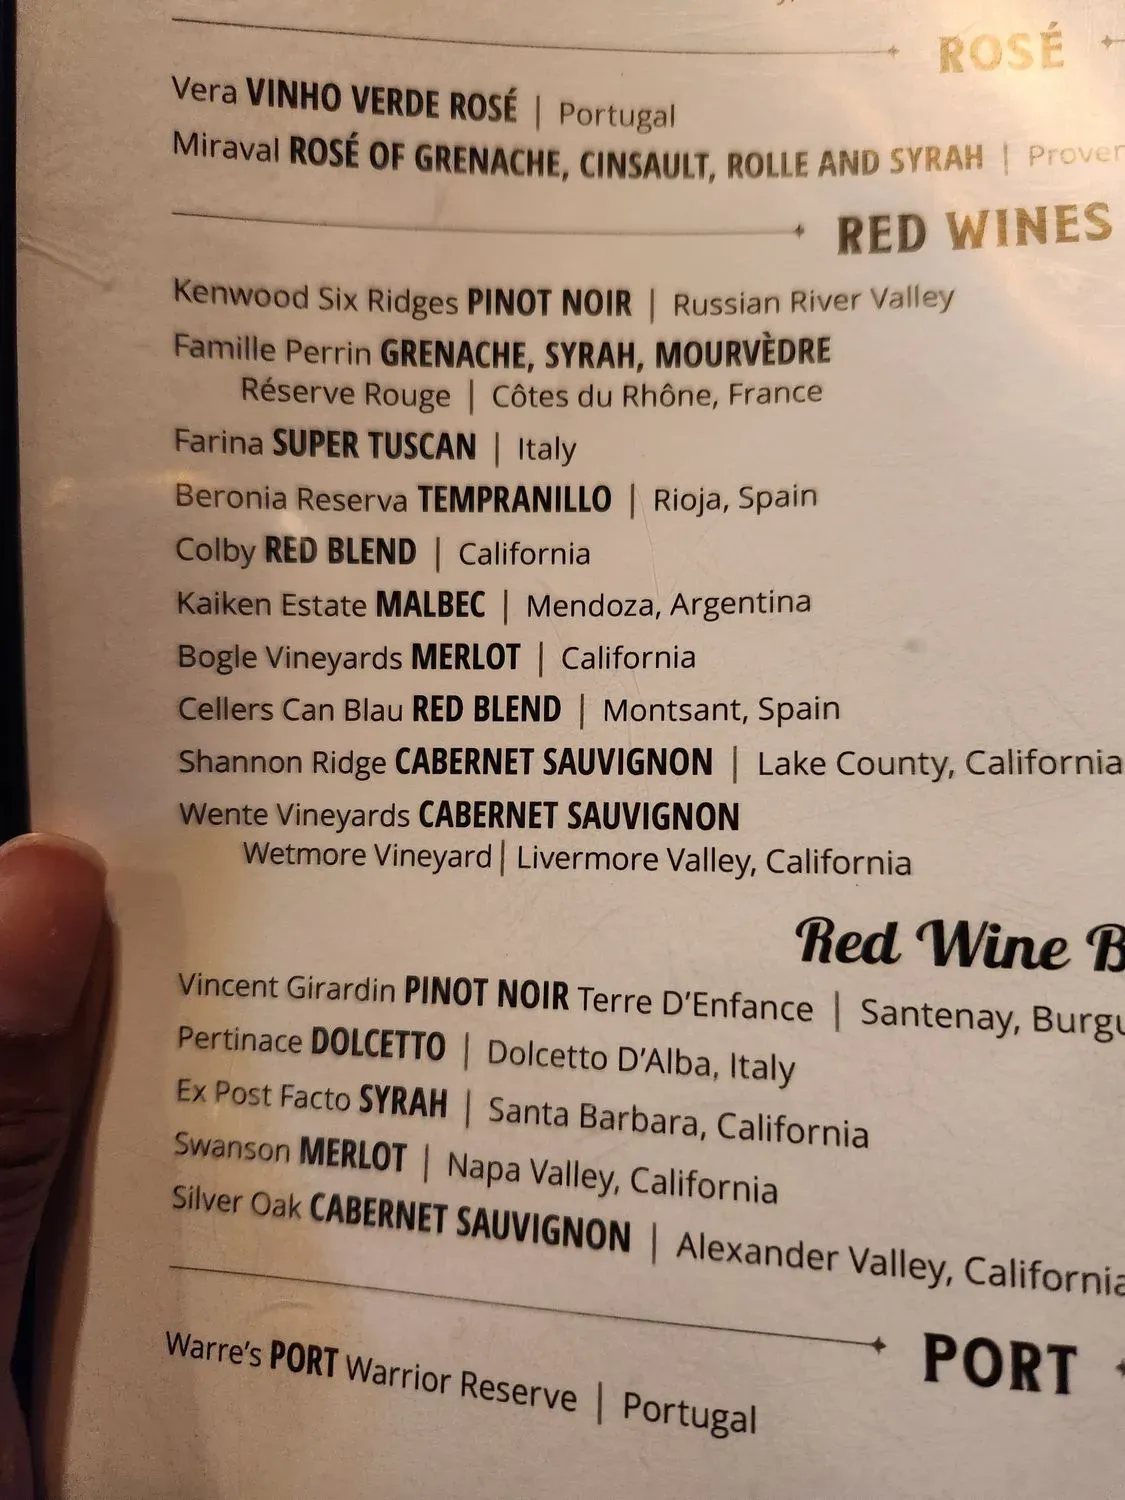 ROSÉ
Vera VINHO VERDE ROSÉ | Portugal
Miraval ROSÉ OF GRENACHE, CINSAULT, ROLLE AND SYRAH |
RED WINES
Kenwood Six Ridges PINOT NOIR | Russian River Valley
Famille Perrin GRENACHE, SYRAH, MOURVÈDRE
Réserve Rouge | Côtes du Rhône, France
Farina SUPER TUSCAN | Italy
Beronia Reserva TEMPRANILLO | Rioja, Spain
Colby RED BLEND | California
Kaiken Estate MALBEC | Mendoza, Argentina
Bogle Vineyards MERLOT | California
Cellers Can Blau RED BLEND | Montsant, Spain
Shannon Ridge CABERNET SAUVIGNON | Lake County, California
Wente Vineyards CABERNET SAUVIGNON
Wetmore Vineyard | Livermore Valley, California
Red Wine
Vincent Girardin PINOT NOIR Terre D'Enfance | Santenay,
Pertinace DOLCETTO | Dolcetto D'Alba, Italy
Ex Post Facto SYRAH | Santa Barbara, California
Swanson MERLOT | Napa Valley, California
Silver Oak CABERNET SAUVIGNON | Alexander Valley, California
PORT
Warre's PORT Warrior Reserve | Portugal